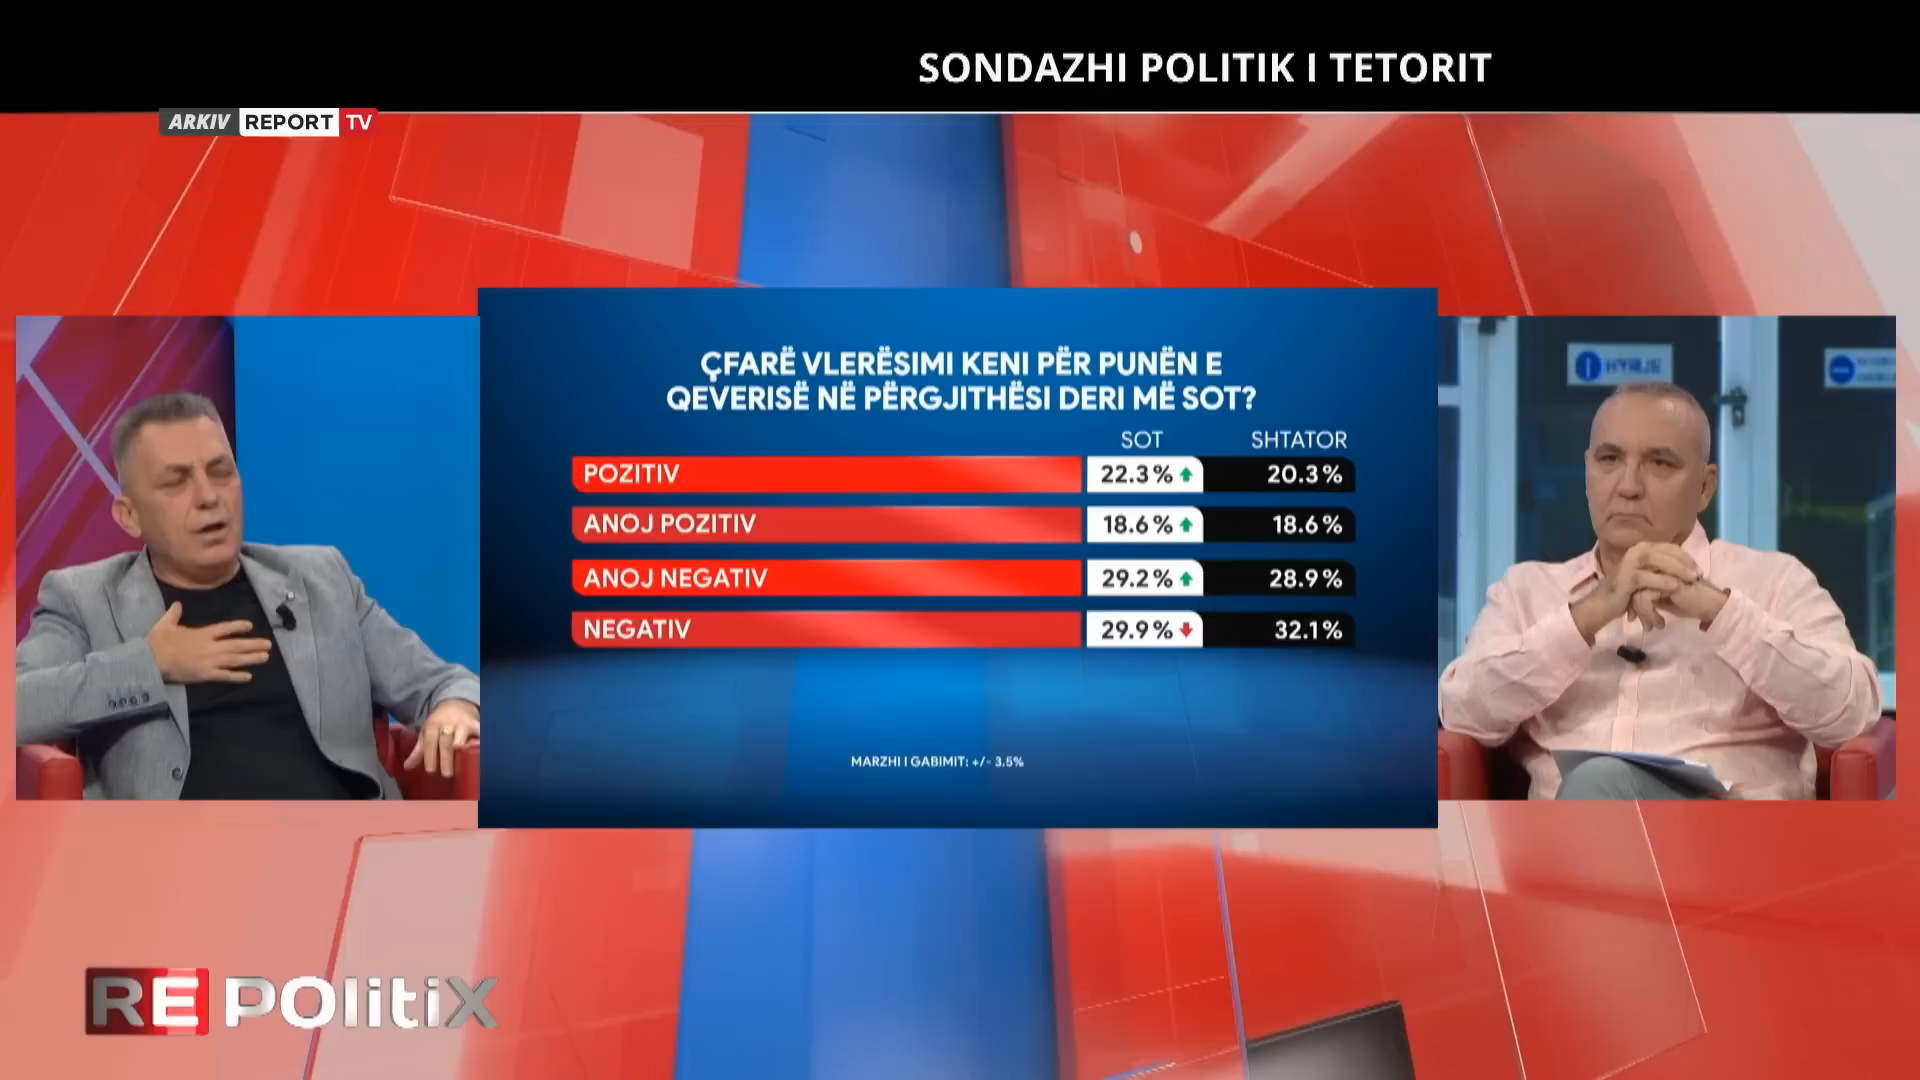 SONDAZHI POLITIK I TETORIT
ARKIV REPORT TV
ÇFARË VLERËSIMI KENI PËR PUNËN E
QEVERISË NË PËRGJITHËSI DERI MË SOT?
SOT SHTATOR
POZITIV 22.3% 20.3%
ANOJ POZITIV 18.6% 18.6%
ANOJ NEGATIV 29.2% 28.9%
NEGATIV 29.9% 32.1%
MARZHI I GABIMIT: +/- 3.5%
HYRJE
RE POlitiX